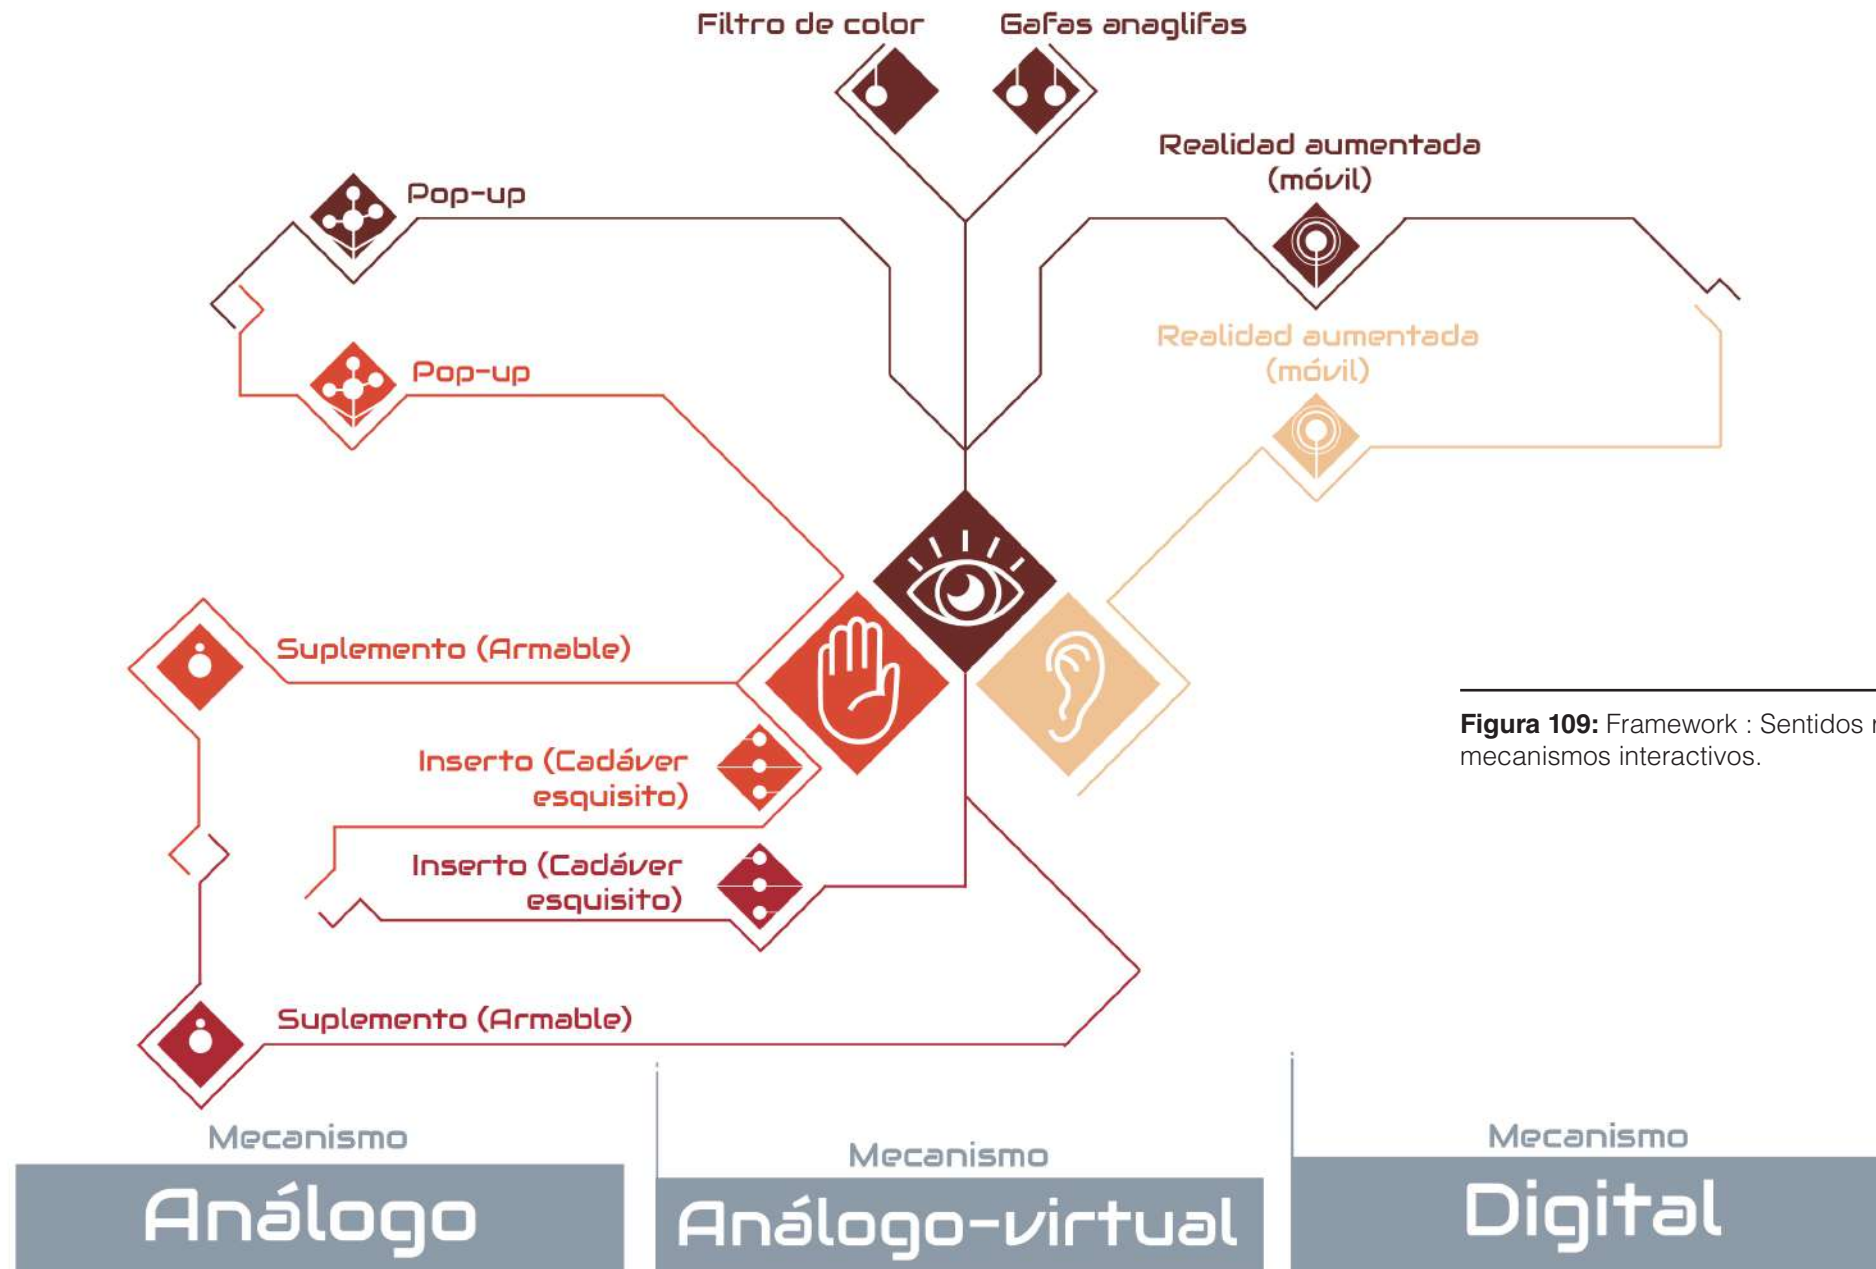 Filtro de color
Gafas anaglifas
Realidad aumentada
(móvil)
Pop-up
Realidad aumentada
(móvil)
Pop-up
Suplemento (Armable)
Figura 109: Framework : Sentidos
mecanismos interactivos.
Inserto (Cadáver
esquisito)
Inserto (Cadáver
esquisito)
Suplemento (Armable)
Mecanismo
Análogo
Mecanismo
Análogo-virtual
Mecanismo
Digital